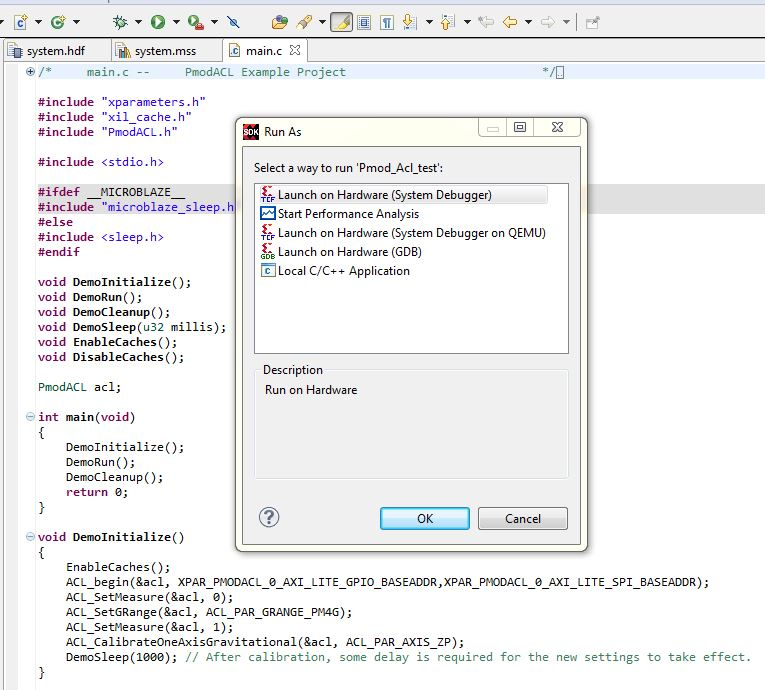 system.hdf system.mss main.c
/* main.c -- PmodACL Example Project */
#include "xparameters.h"
#include "xil_cache.h"
#include "PmodACL.h"
#include <stdio.h>
#ifdef __MICROBLAZE__
#include "microblaze_sleep.h
#else
#include <sleep.h>
#endif
void DemoInitialize();
void DemoRun();
void DemoCleanup();
void DemoSleep(u32 millis);
void EnableCaches();
void DisableCaches();
PmodACL acl;
int main(void)
{
DemoInitialize();
DemoRun();
DemoCleanup();
return 0;
}
void DemoInitialize()
{
EnableCaches();
ACL_begin(&acl, XPAR_PMODACL_0_AXI_LITE_GPIO_BASEADDR,XPAR_PMODACL_0_AXI_LITE_SPI_BASEADDR);
ACL_SetMeasure(&acl, 0);
ACL_SetGRange(&acl, ACL_PAR_GRANGE_PM4G);
ACL_SetMeasure(&acl, 1);
ACL_CalibrateOneAxisGravitational(&acl, ACL_PAR_AXIS_ZP);
DemoSleep(1000); // After calibration, some delay is required for the new settings to take effect.
}
SDK Run As
Select a way to run 'Pmod_Acl_test':
TCF Launch on Hardware (System Debugger)
Start Performance Analysis
TCF Launch on Hardware (System Debugger on QEMU)
GDB Launch on Hardware (GDB)
C Local C/C++ Application
Description
Run on Hardware
? OK Cancel